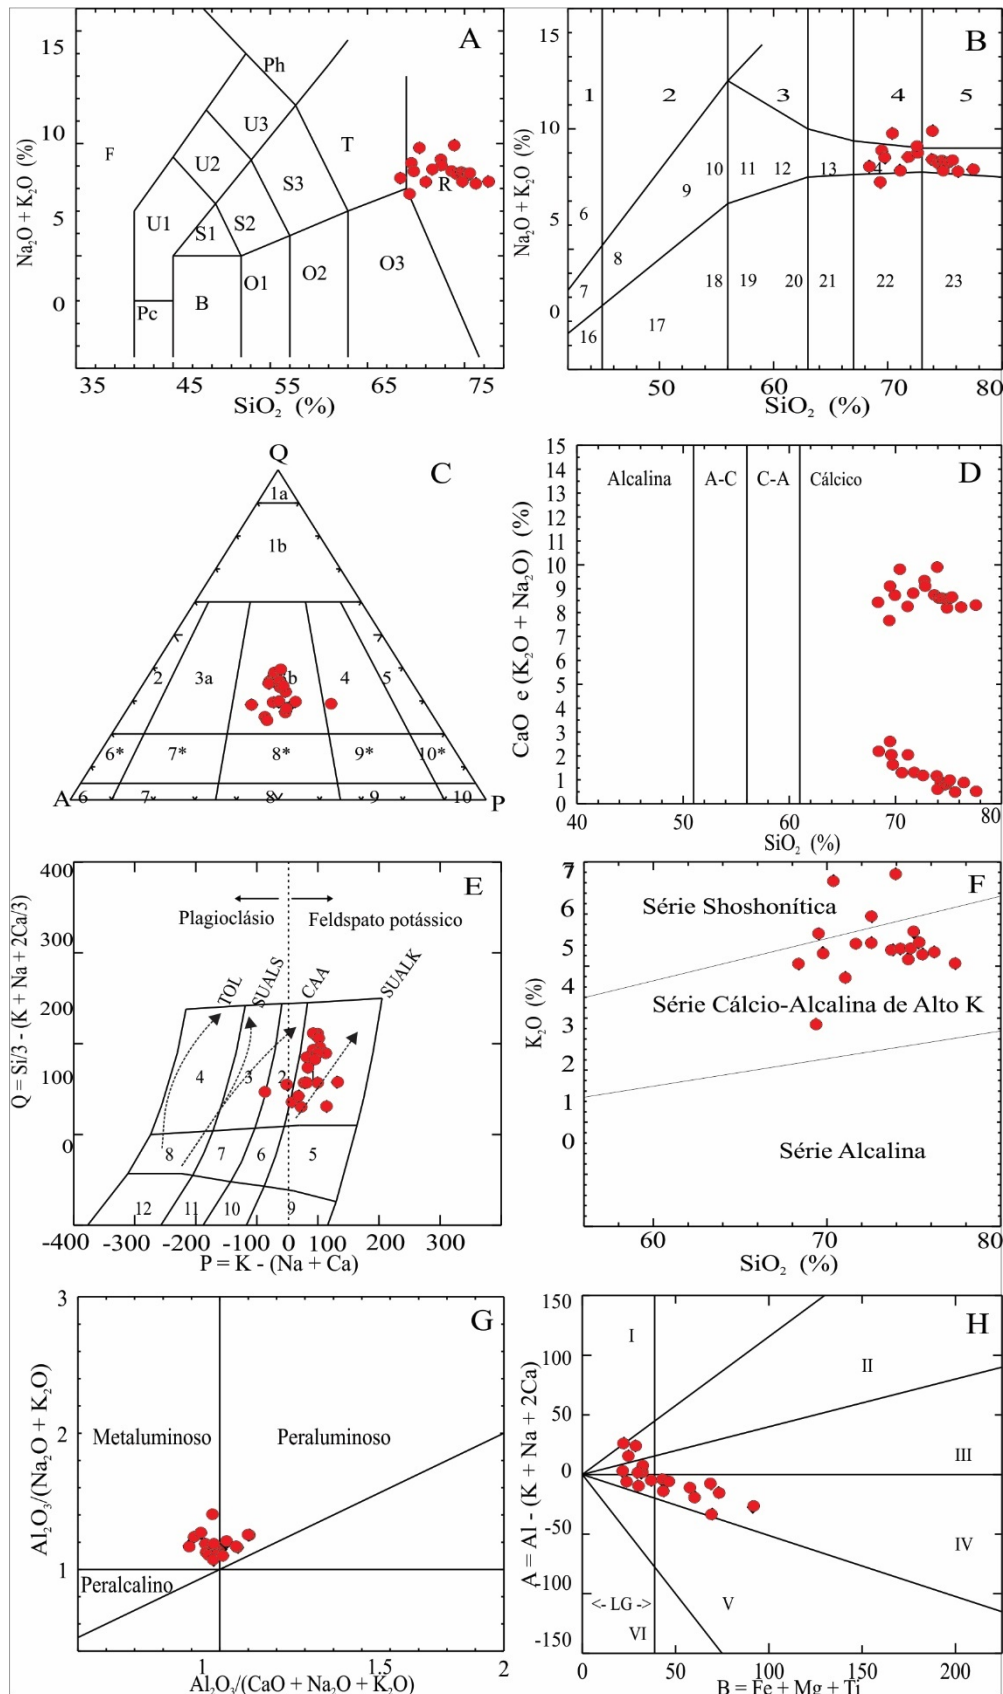 A
Na₂O + K₂O (%)
15
10
5
0
F
Ph
U3
U2
U1
T
S3
S2
S1
R
Pc
B
O1
O2
O3
35 45 55 65 75
SiO₂ (%)
B
Na₂O + K₂O (%)
15
10
5
0
1 2 3 4 5
6
7
8
9
10 11 12 13
16
17
18 19 20 21 22 23
50 60 70 80
SiO₂ (%)
C
Q
1a
1b
2 3a b 4 5
6* 7* 8* 9* 10*
A 6 7 8 9 10 P
D
CaO e (K₂O + Na₂O) (%)
15
14
13
12
11
10
9
8
7
6
5
4
3
2
1
0
Alcalina A-C C-A Cálcico
40 50 60 70 80
SiO₂ (%)
E
Q = Si/3 - (K + Na + 2Ca/3)
400
300
200
100
0
Plagioclásio Feldspato potássico
TOL SUALS CAA SUALK
4 3 2
8 7 6 5
12 11 10 9
-400 -300 -200 -100 0 100 200 300
P = K - (Na + Ca)
F
K₂O (%)
7
6
5
4
3
2
1
0
Série Shoshonítica
Série Cálcio-Alcalina de Alto K
Série Alcalina
60 70 80
SiO₂ (%)
G
Al₂O₃/(Na₂O + K₂O)
3
2
1
Metaluminoso Peraluminoso
Peralcalino
1 1.5 2
Al₂O₃/(CaO + Na₂O + K₂O)
H
A = Al - (K + Na + 2Ca)
100
50
0
-50
-100
-150
I
II
III
IV
V
VI
<- LG ->
0 50 100 150 200
B = Fe + Mg + Ti